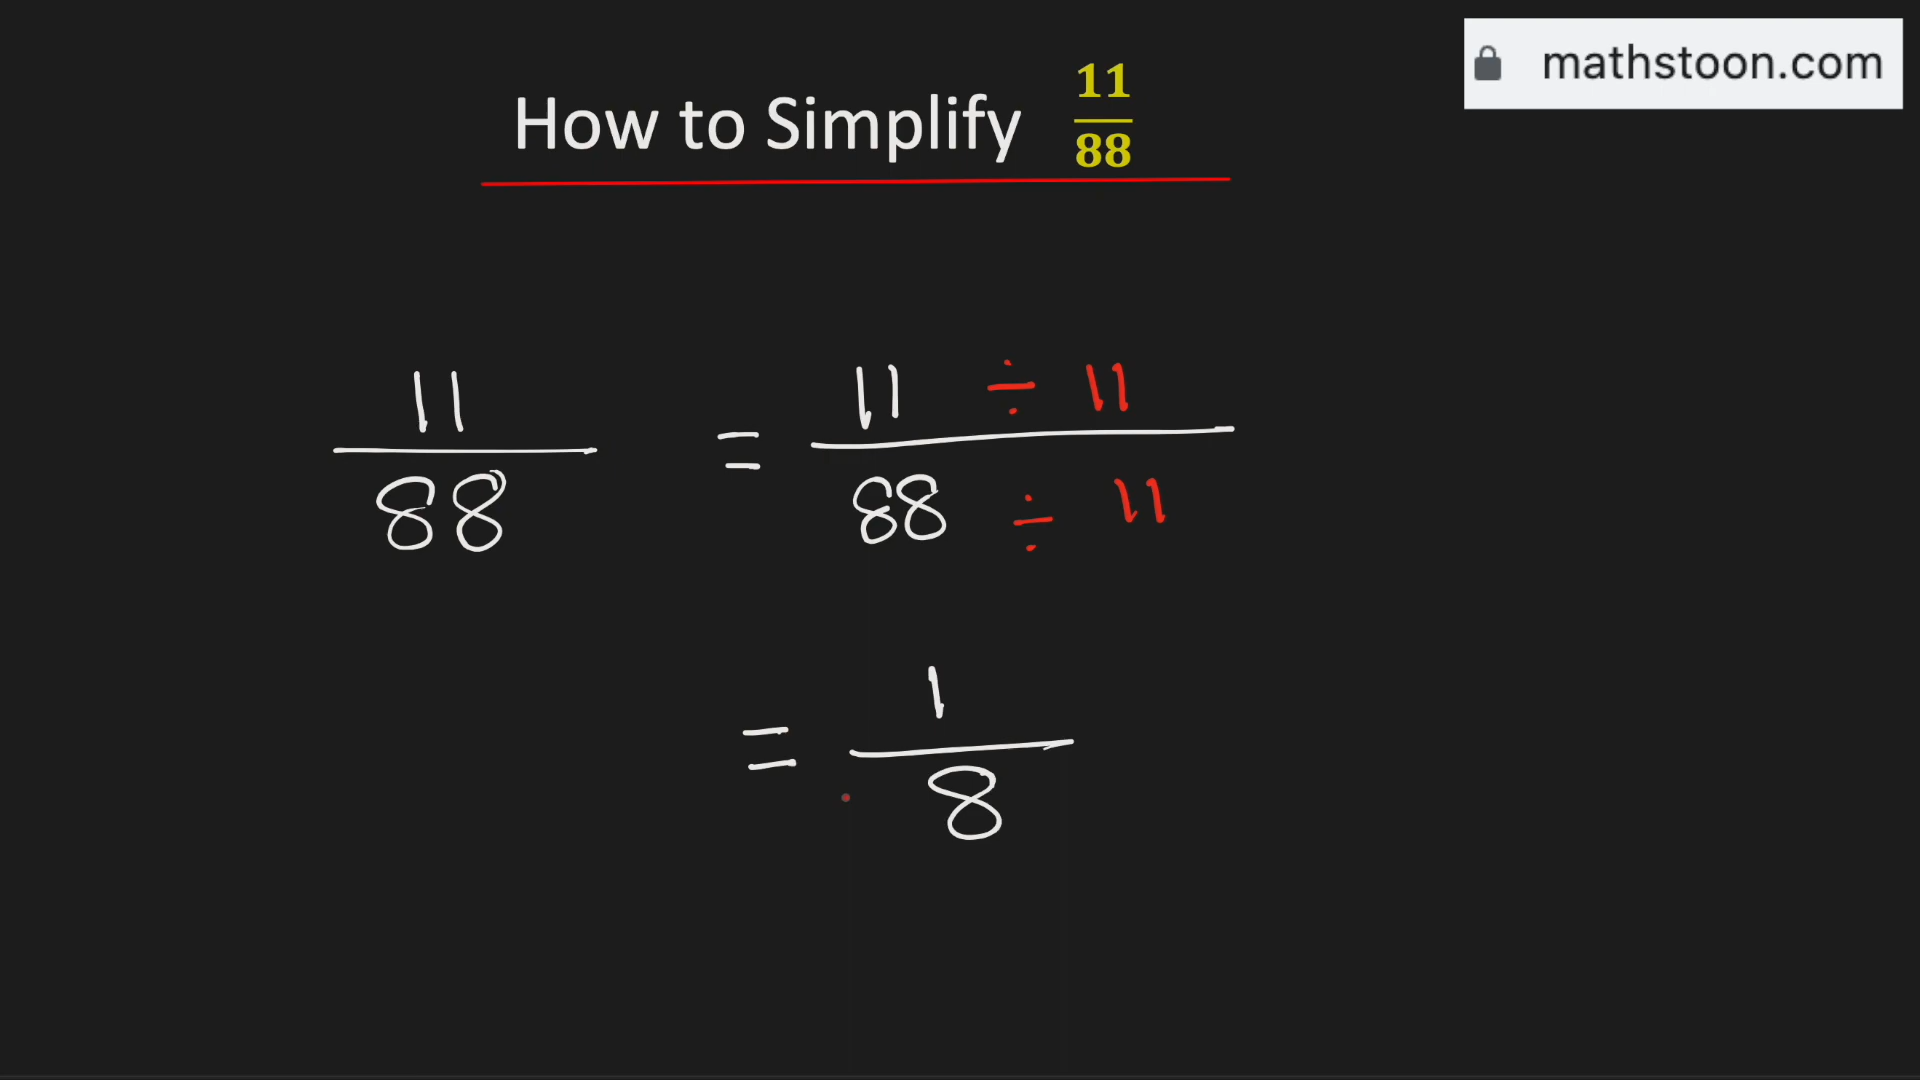 mathstoon.com
How to Simplify 11/88
11/88 = 11 ÷ 11 / 88 ÷ 11
= 1/8